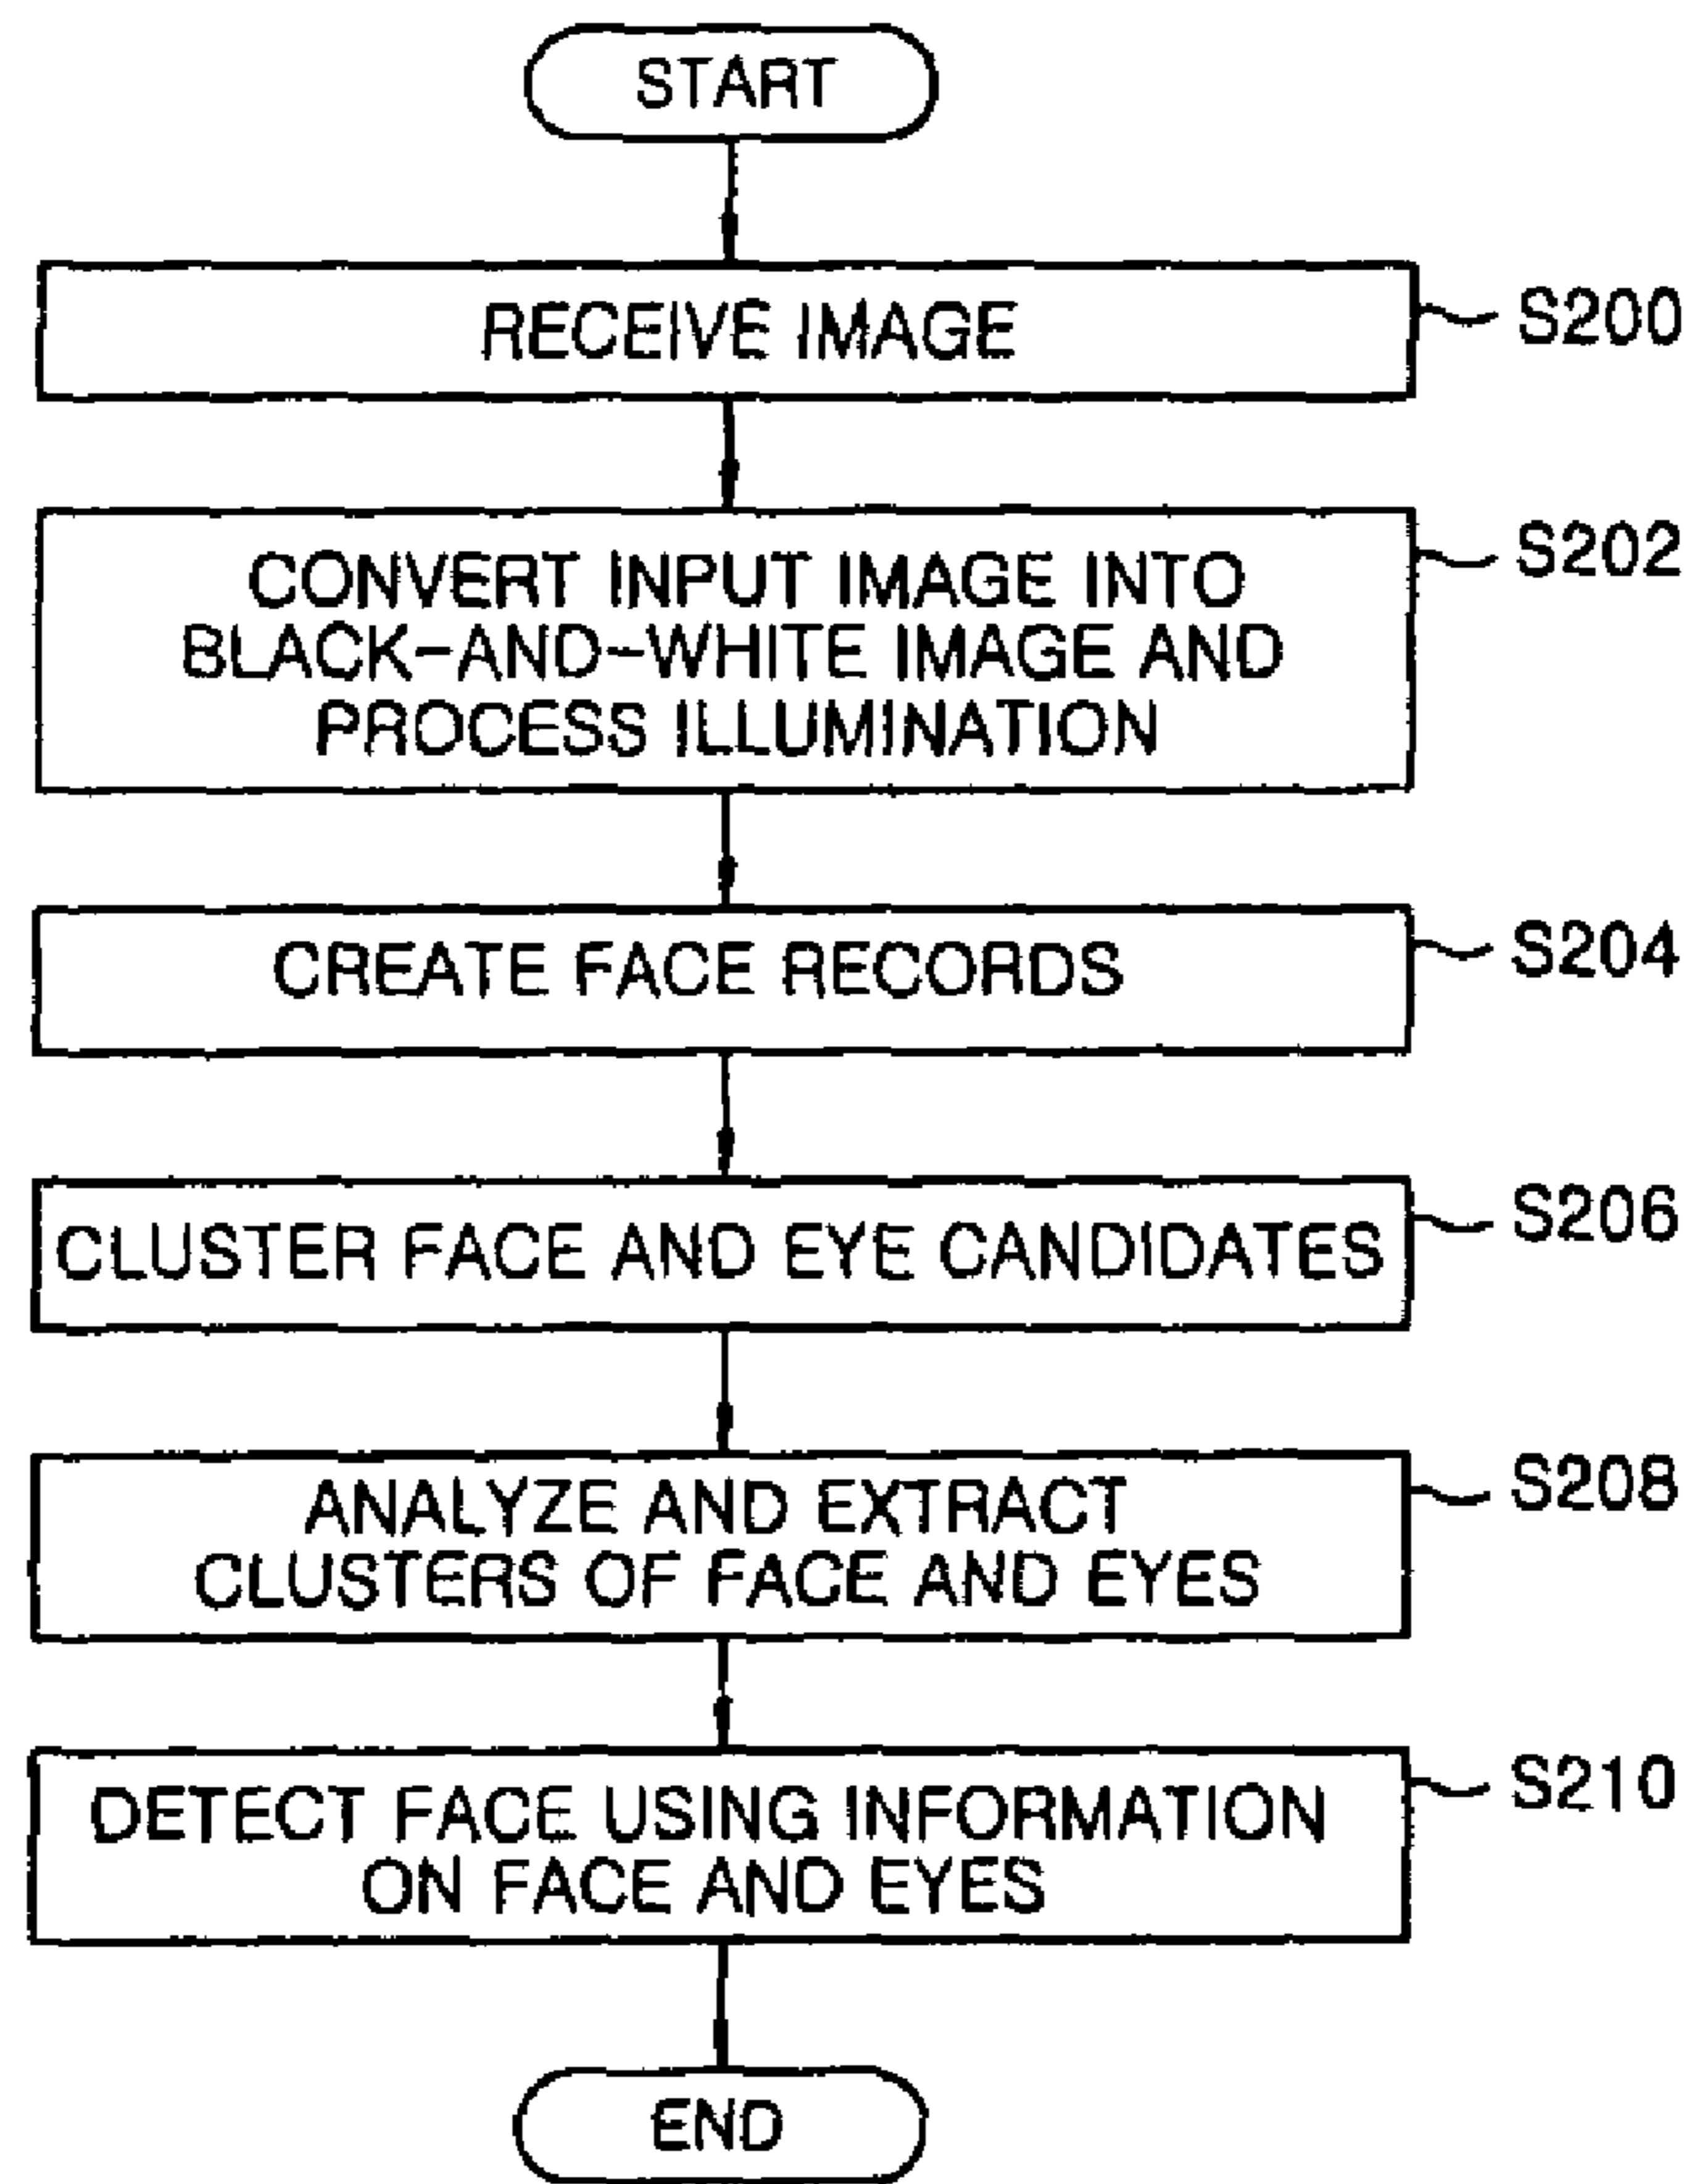 START
RECEIVE IMAGE
S200
CONVERT INPUT IMAGE INTO
BLACK-AND-WHITE IMAGE AND
PROCESS ILLUMINATION
S202
CREATE FACE RECORDS
S204
CLUSTER FACE AND EYE CANDIDATES
S206
ANALYZE AND EXTRACT
CLUSTERS OF FACE AND EYES
S208
DETECT FACE USING INFORMATION
ON FACE AND EYES
S210
END